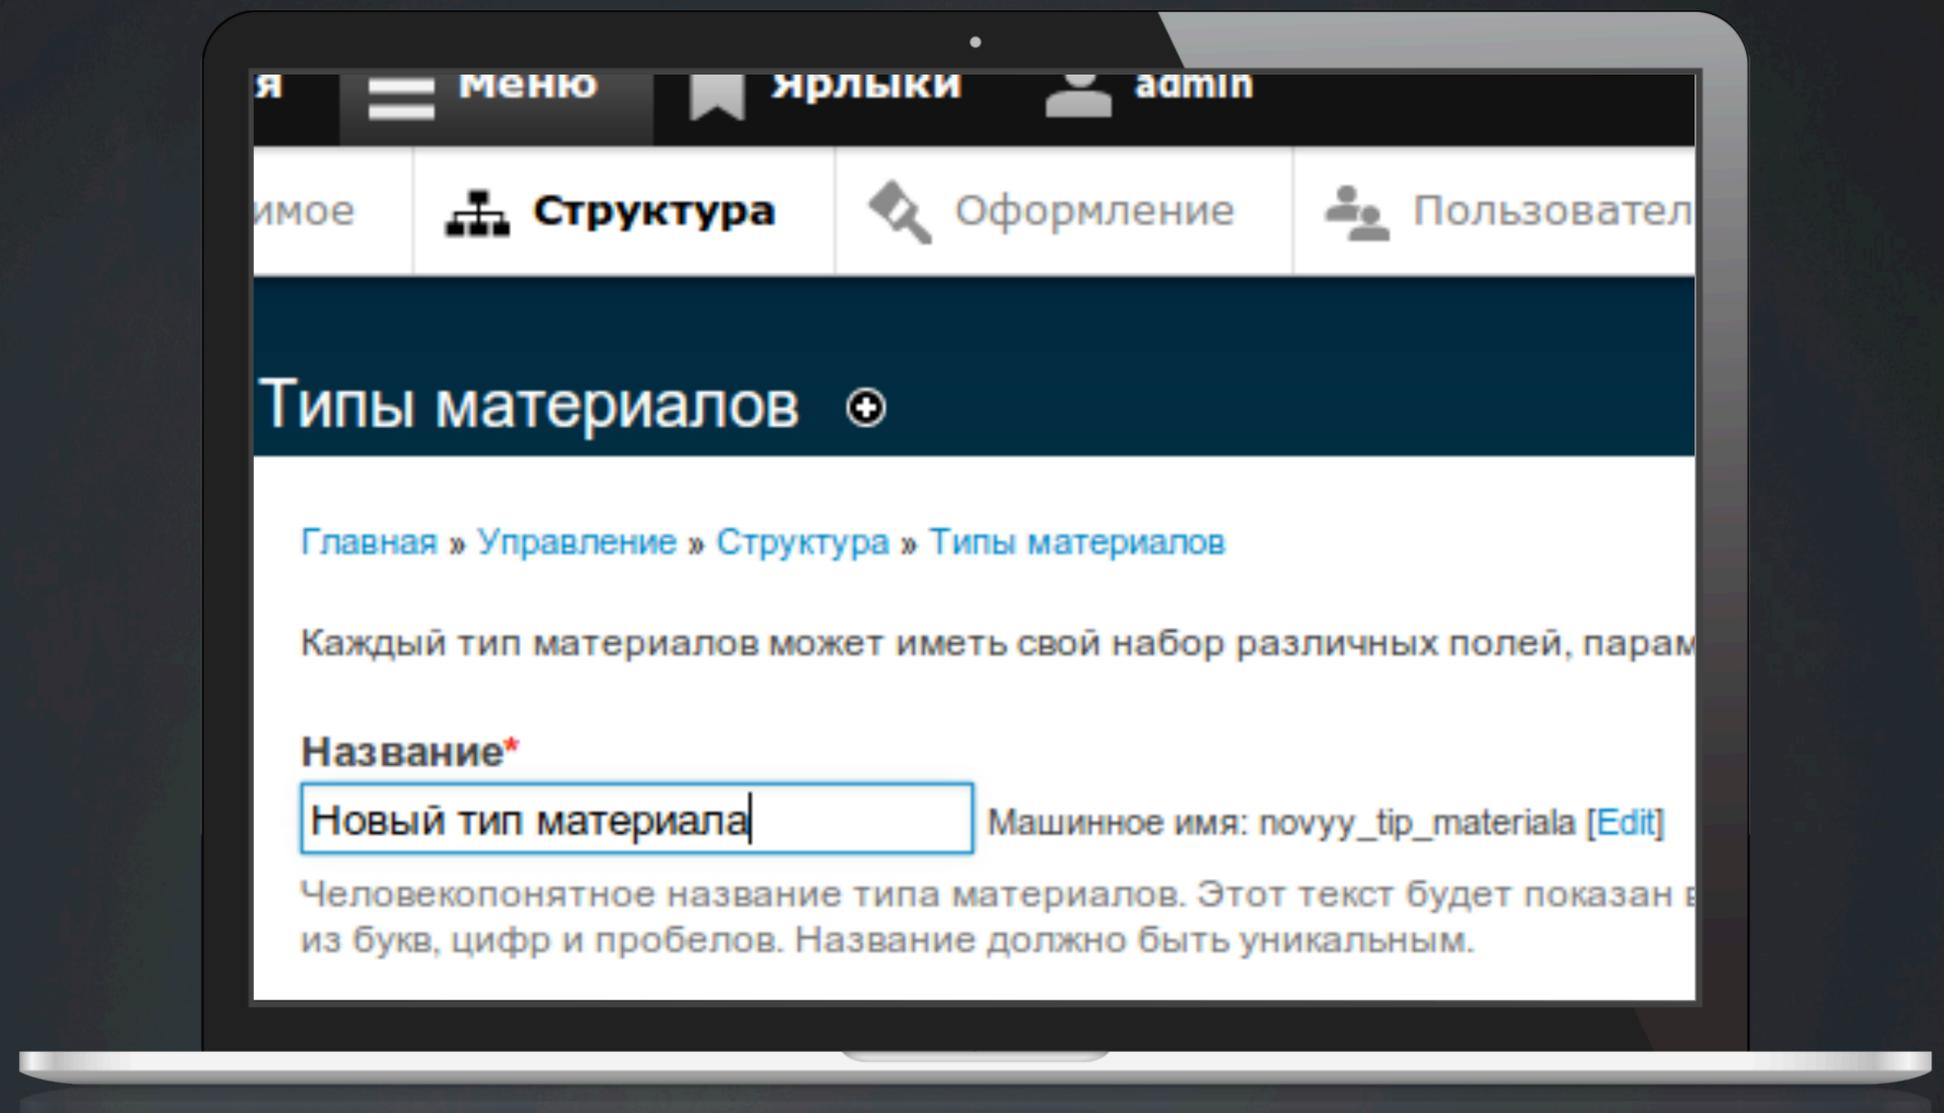 Меню Ярлыки admin
Структура Оформление
Типы материалов
Главная » Управление » Структура » Типы материалов
Каждый тип материалов может иметь свой набор различных полей, парам
Название*
Новый тип материала Машинное имя: novyy_tip_materiala [Edit]
Человекопонятное название типа материалов. Этот текст будет показан в
из букв, цифр и пробелов. Название должно быть уникальным.